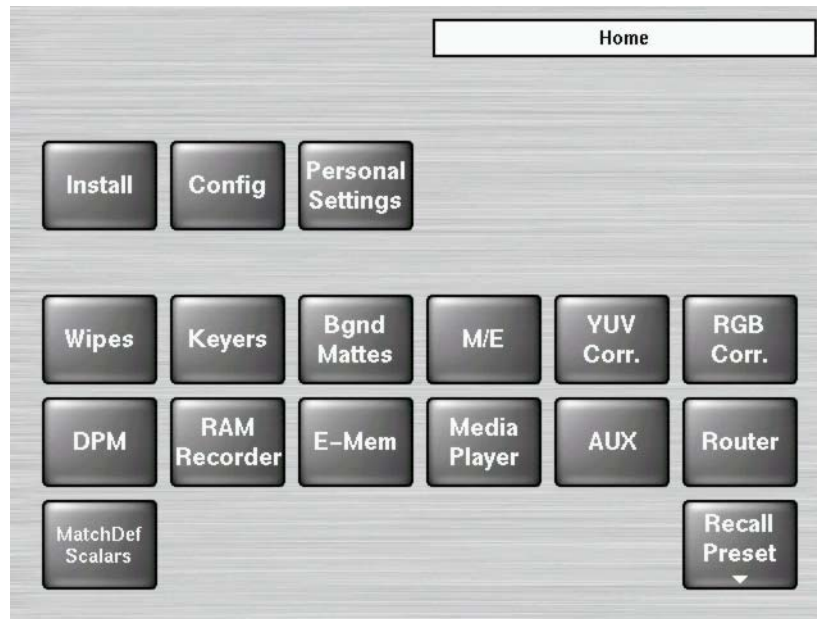 Home
Install
Config
Personal
Settings
Wipes
Keyers
Bgnd
Mattes
M/E
YUV
Corr.
RGB
Corr.
DPM
RAM
Recorder
E-Mem
Media
Player
AUX
Router
MatchDef
Scalars
Recall
Preset